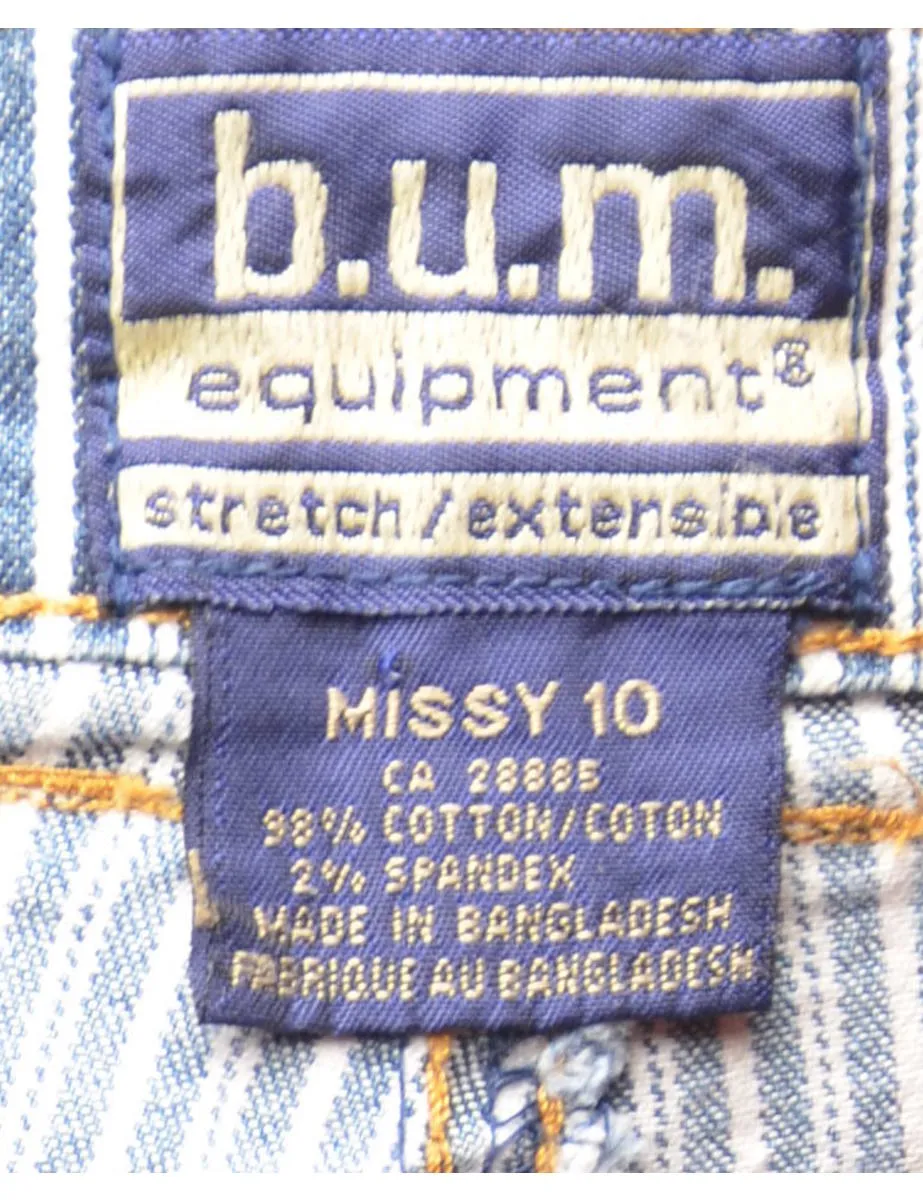 b.u.m.
equipment®
stretch/extensible
MiSSY 10
CA 28885
98% COTTON/COTON
2% SPANDEX
MADE IN BANGLADESH
FABRIQUE AU BANGLADESH